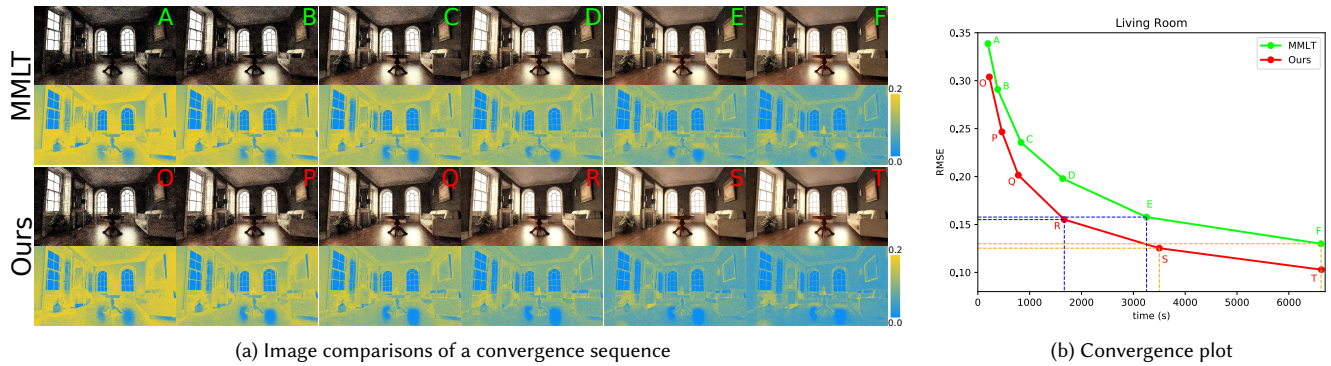 MMLT
A B C D E F
0.2
0.0
Ours
O P Q R S T
0.2
0.0
(a) Image comparisons of a convergence sequence
Living Room
RMSE
0.35
0.30
0.25
0.20
0.15
0.10
MMLT
Ours
A
O
B
P
C
Q
D
R
E
S
F
T
0 1000 2000 3000 4000 5000 6000
time (s)
(b) Convergence plot